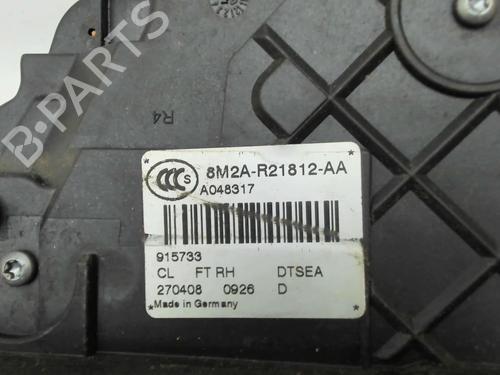 B-PARTS
R4
CCC S 8M2A-R21812-AA
A048317
915733
CL FT RH DTSEA
270408 0926 D
Made in Germany